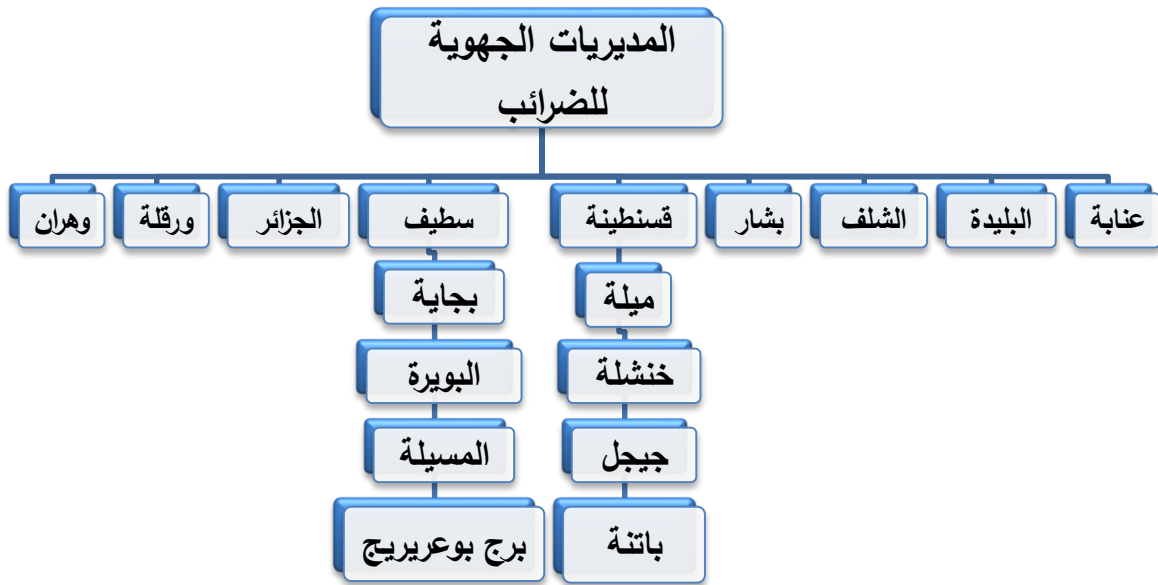 المديريات الجهوية
للضرائب
عنابة
البليدة
الشلف
بشار
قسنطينة
سطيف
الجزائر
ورقلة
وهران
ميلة
خنشلة
جيجل
باتنة
بجاية
البويرة
المسيلة
برج بوعريريج